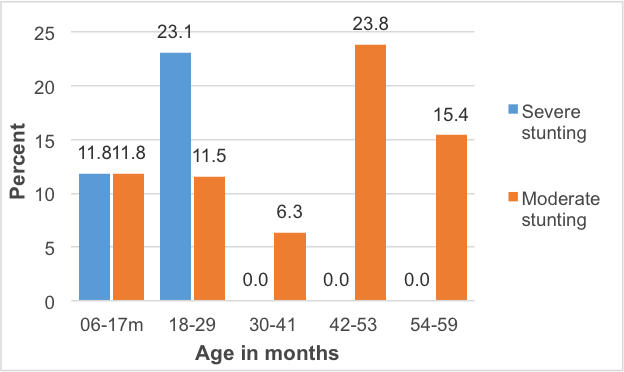 25
20
15
10
5
0
Percent
11.8
11.8
23.1
11.5
0.0
6.3
0.0
23.8
0.0
15.4
06-17m
18-29
30-41
42-53
54-59
Age in months
Severe
stunting
Moderate
stunting